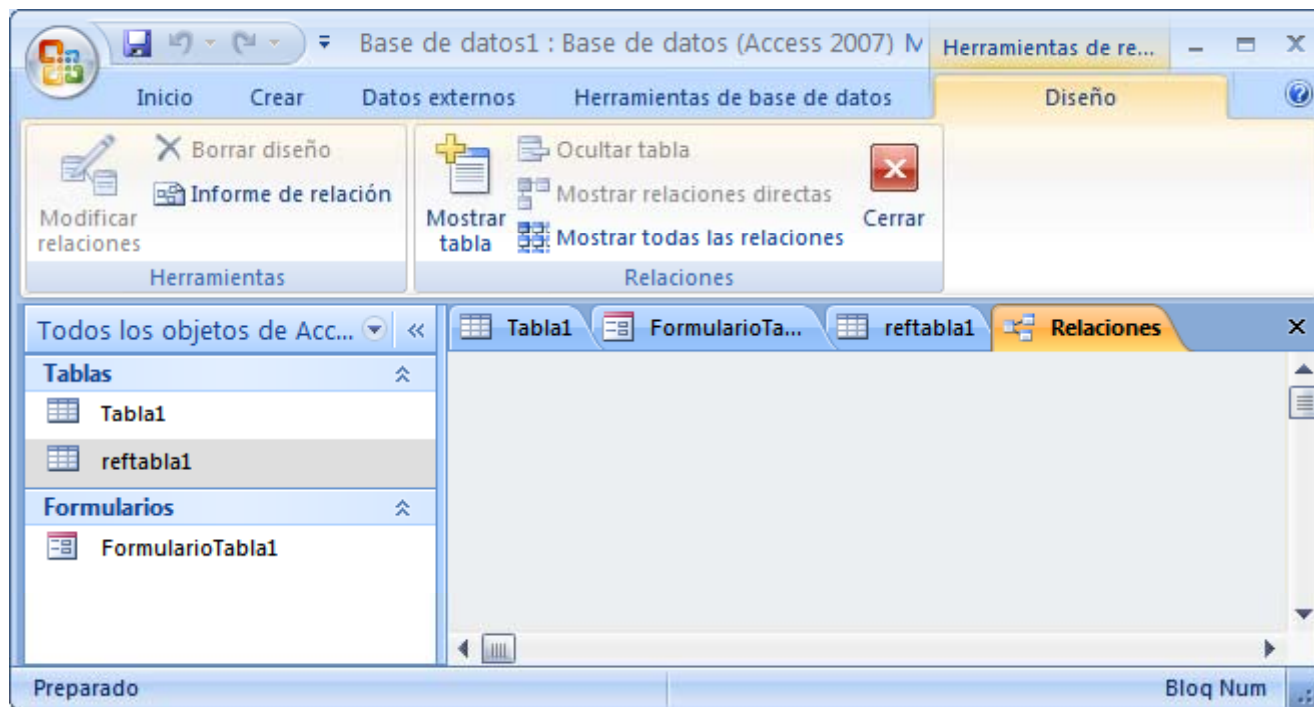 Base de datos1 : Base de datos (Access 2007) M
Herramientas de re...
Inicio Crear Datos externos Herramientas de base de datos Diseño
Modificar relaciones
Borrar diseño
Informe de relación
Herramientas
Mostrar tabla
Ocultar tabla
Mostrar relaciones directas
Mostrar todas las relaciones
Cerrar
Relaciones
Todos los objetos de Acc...
Tabla1 FormularioTa... reftabla1 Relaciones
Tablas
Tabla1
reftabla1
Formularios
FormularioTabla1
Preparado
Bloq Num